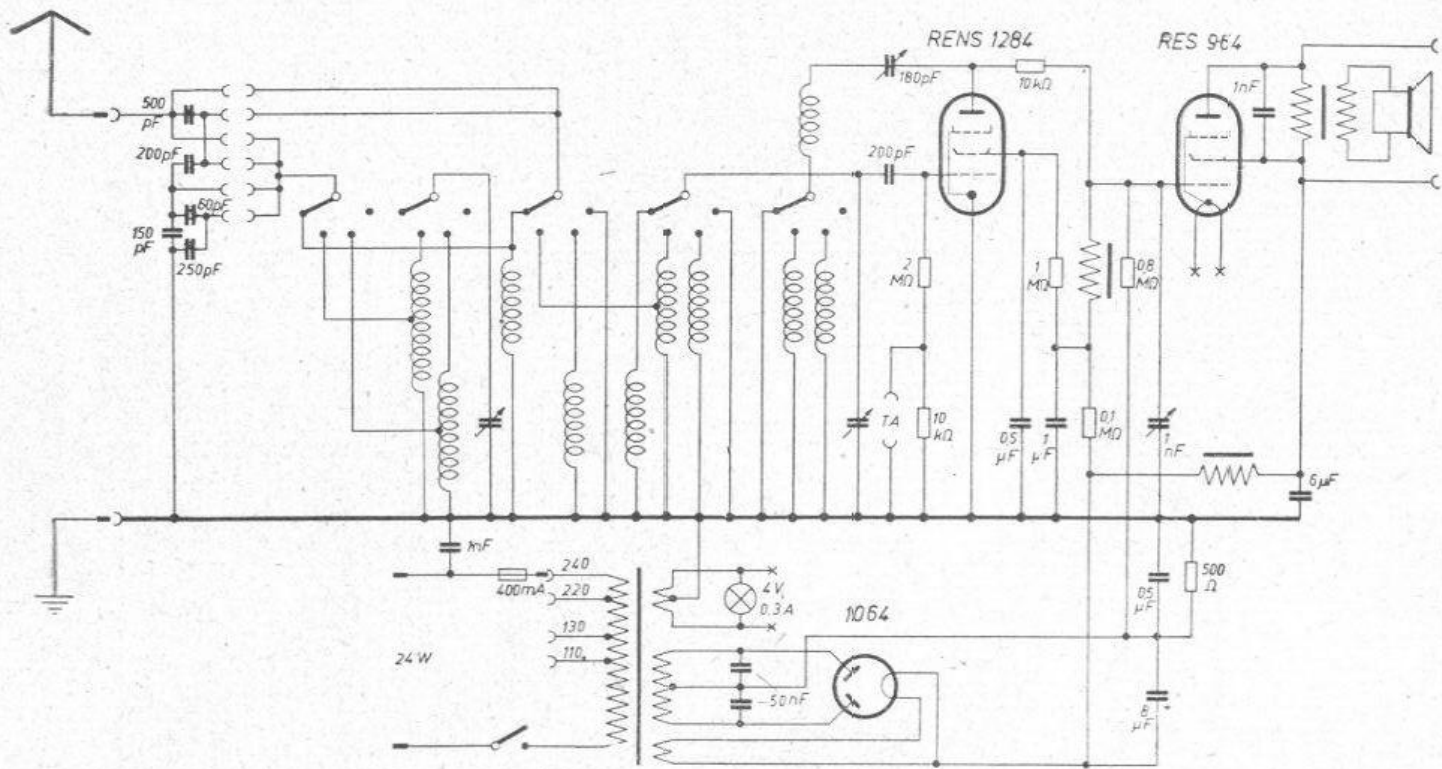 RENS 1284
RES 964
500 pF
180pF
10kΩ
1nF
200pF
200pF
60pF
150 pF
250pF
2 MΩ
1 MΩ
0,8 MΩ
TA
10 kΩ
0,5 µF
1 µF
0,1 MΩ
1 nF
6µF
1nF
400mA
240
220
130
110
24W
4V,
0,3A
1064
50nF
0,5 µF
500 Ω
8 µF
+